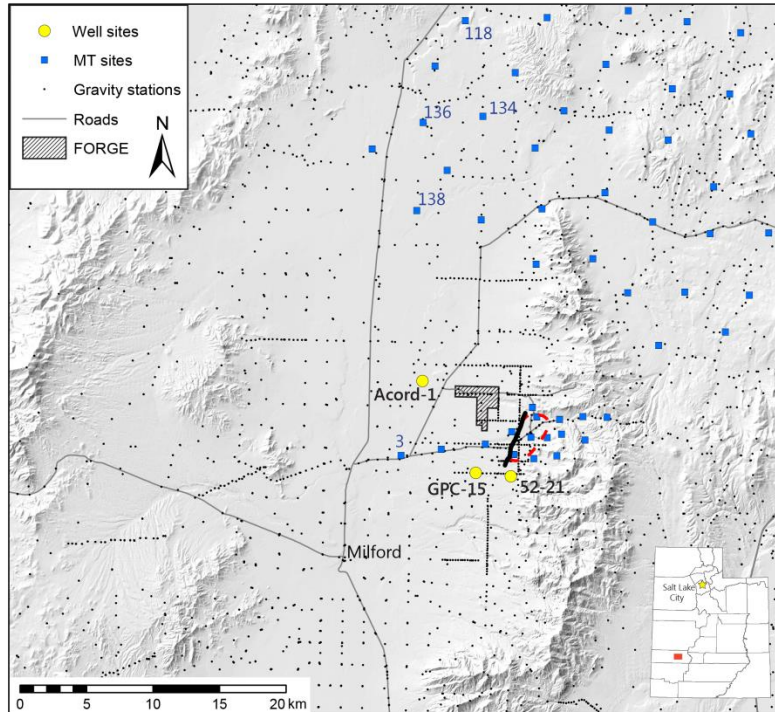 Well sites
MT sites
Gravity stations
Roads
FORGE
N
118
136
134
138
Acord-1
3
GPC-15
52-21
Milford
Salt Lake
City
0 5 10 15 20 km